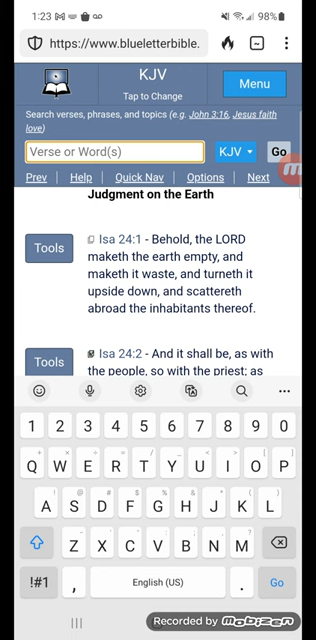 1:23 98%
https://www.blueletterbible.
KJV
Tap to Change
Menu
Search verses, phrases, and topics (e.g. John 3:16, Jesus faith
love)
Verse or Word(s) KJV Go
Prev | Help | Quick Nav | Options | Next
Judgment on the Earth
Tools
Isa 24:1 - Behold, the LORD
maketh the earth empty, and
maketh it waste, and turneth it
upside down, and scattereth
abroad the inhabitants thereof.
Tools
Isa 24:2 - And it shall be, as with
the people, so with the priest; as
1 2 3 4 5 6 7 8 9 0
Q W E R T Y U I O P
A S D F G H J K L
Z X C V B N M
!#1 , English (US) . Go
Recorded by mobizen